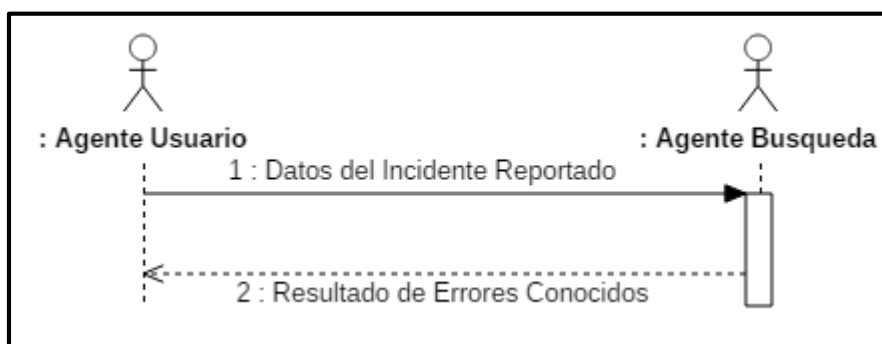 : Agente Usuario
: Agente Busqueda
1 : Datos del Incidente Reportado
2 : Resultado de Errores Conocidos